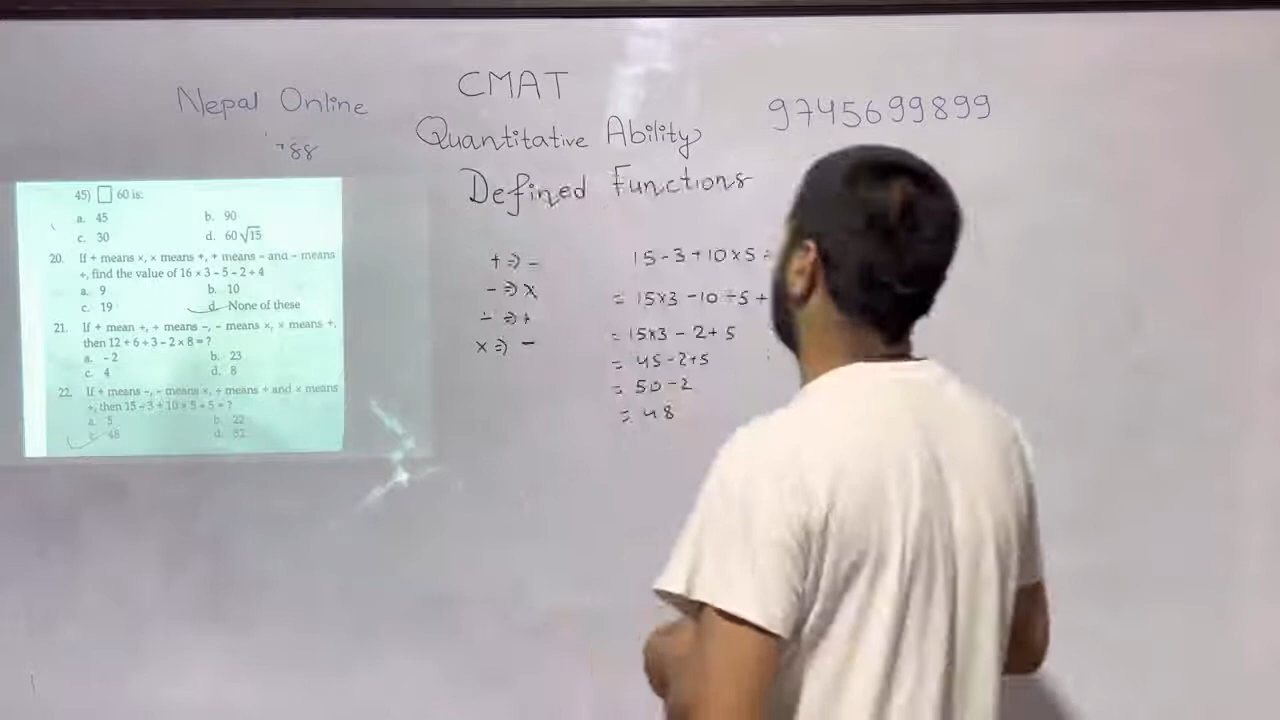 CMAT
Nepal Online
9745699899
Quantitative Ability
Defined Functions
45) □ 60 is:
a. 45 b. 90
c. 30 d. 60√15
20. If + means ×, × means +, + means – and – means
+, find the value of 16 × 3 – 5 – 2 + 4
a. 9 b. 10
c. 19 d. None of these
21. If + mean +, + means –, – means ×, × means +,
then 12 + 6 + 3 – 2 × 8 = ?
a. -2 b. 23
c. 4 d. 8
22. If + means –, – means ×, + means + and × means
+, then 15 – 3 + 10 × 5 + 5 = ?
a. 5 b. 22
c. 48 d. 52
+ ⇒ –
– ⇒ ×
÷ ⇒ +
× ⇒ –
15 - 3 + 10 × 5
= 15×3 - 10 ÷ 5 +
= 15×3 - 2 + 5
= 45 - 2 + 5
= 50 - 2
= 48